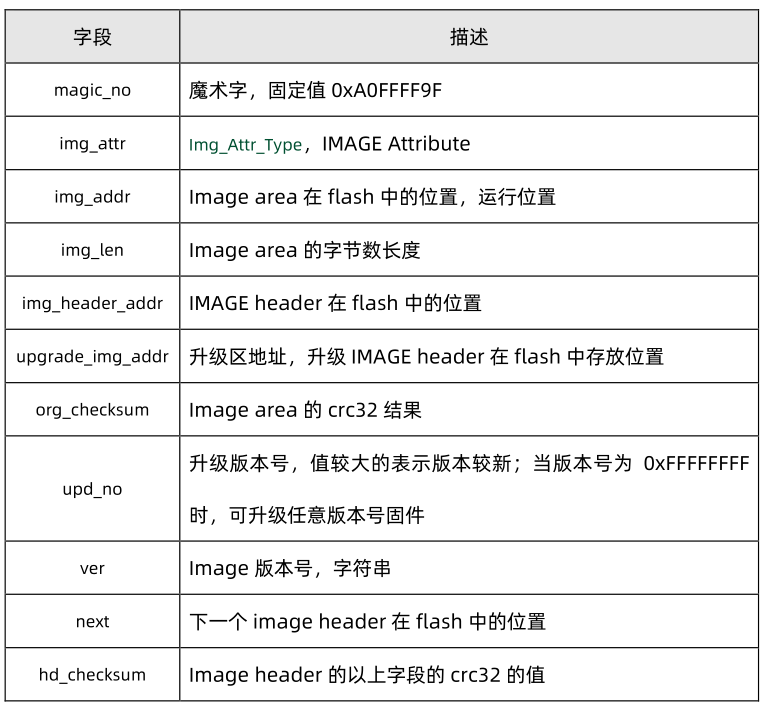 字段 描述
magic_no 魔术字，固定值 0xA0FFFF9F
img_attr Img_Attr_Type，IMAGE Attribute
img_addr Image area 在 flash 中的位置，运行位置
img_len Image area 的字节数长度
img_header_addr IMAGE header 在 flash 中的位置
upgrade_img_addr 升级区地址，升级 IMAGE header 在 flash 中存放位置
org_checksum Image area 的 crc32 结果
upd_no 升级版本号，值较大的表示版本较新；当版本号为 0xFFFFFFFF
时，可升级任意版本号固件
ver Image 版本号，字符串
next 下一个 image header 在 flash 中的位置
hd_checksum Image header 的以上字段的 crc32 的值